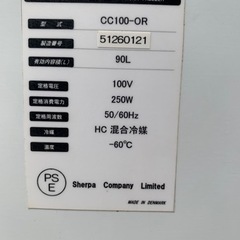 型 式 CC100-OR
製造番号 51260121
有効内容積(L) 90L
定格電圧 100V
定格消費電力 250W
定格周波数 50/60Hz
冷媒 HC 混合冷媒
温度 -60℃
PS
E
Sherpa Company Limited
MADE IN DENMARK